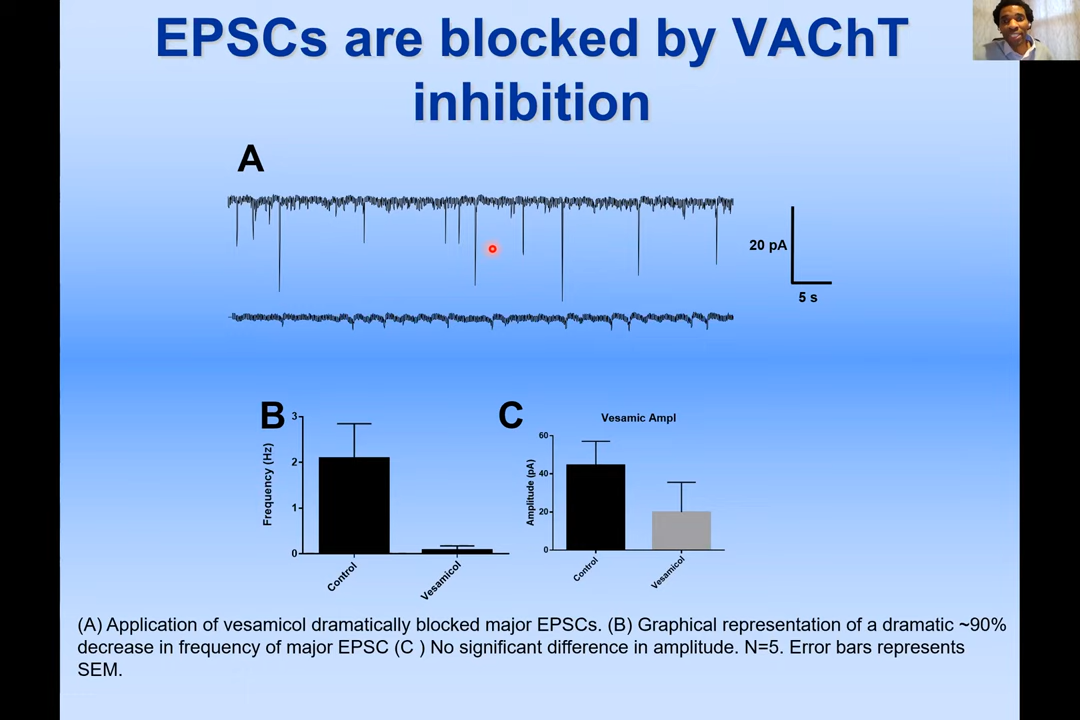 EPSCs are blocked by VAChT
inhibition
A
20 pA
5 s
B
3
2
1
0
Frequency (Hz)
Control
Vesamicol
C
Vesamic Ampl
60
40
20
0
Amplitude (pA)
Control
Vesamicol
(A) Application of vesamicol dramatically blocked major EPSCs. (B) Graphical representation of a dramatic ~90%
decrease in frequency of major EPSC (C ) No significant difference in amplitude. N=5. Error bars represents
SEM.